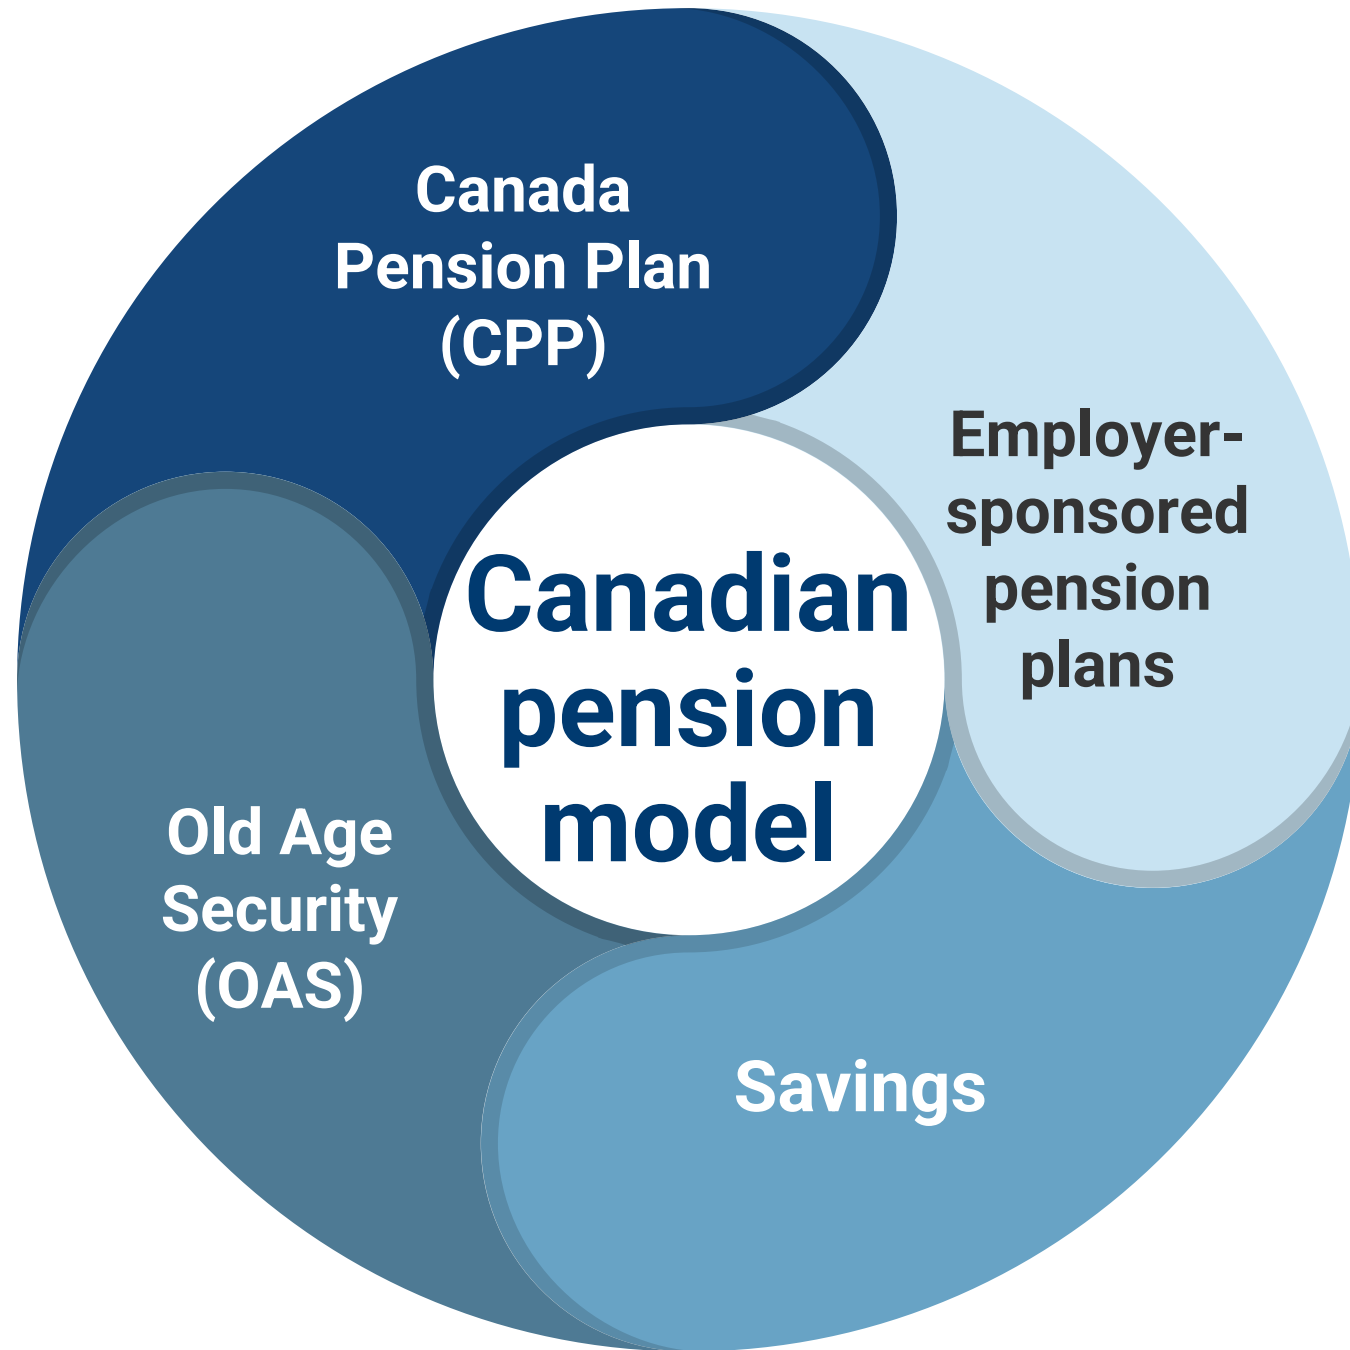 Canada
Pension Plan
(CPP)
Employer-
sponsored
pension
plans
Canadian
pension
model
Old Age
Security
(OAS)
Savings